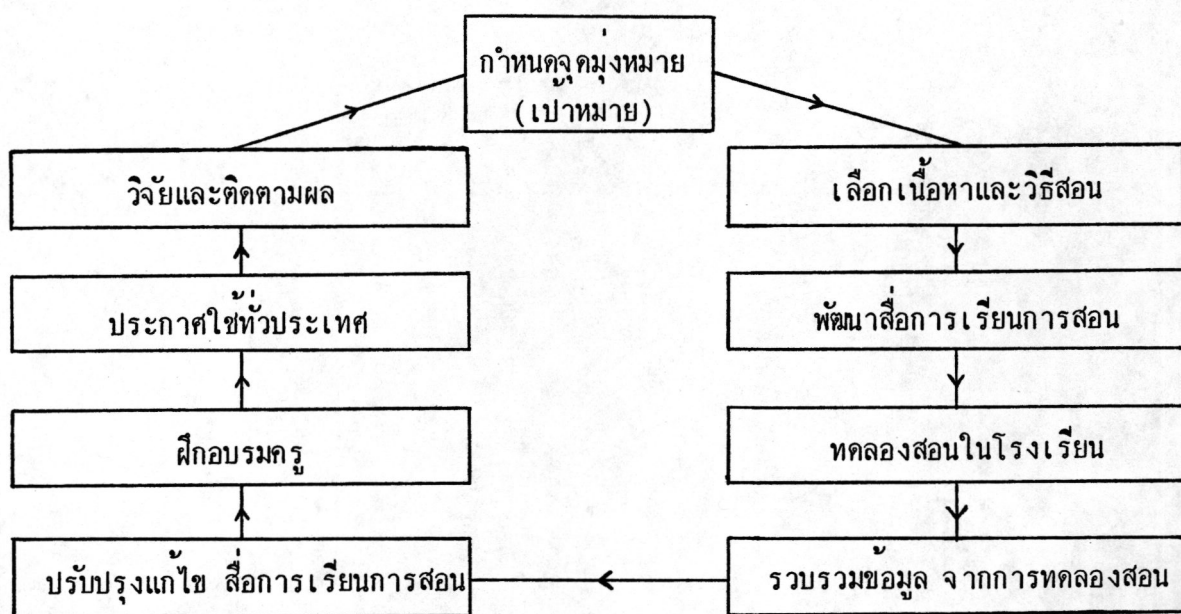 กำหนดจุดมุ่งหมาย
(เป้าหมาย)
เลือกเนื้อหาและวิธีสอน
พัฒนาสื่อการเรียนการสอน
ทดลองสอนในโรงเรียน
รวบรวมข้อมูล จากการทดลองสอน
ปรับปรุงแก้ไข สื่อการเรียนการสอน
ฝึกอบรมครู
ประกาศใช้ทั่วประเทศ
วิจัยและติดตามผล